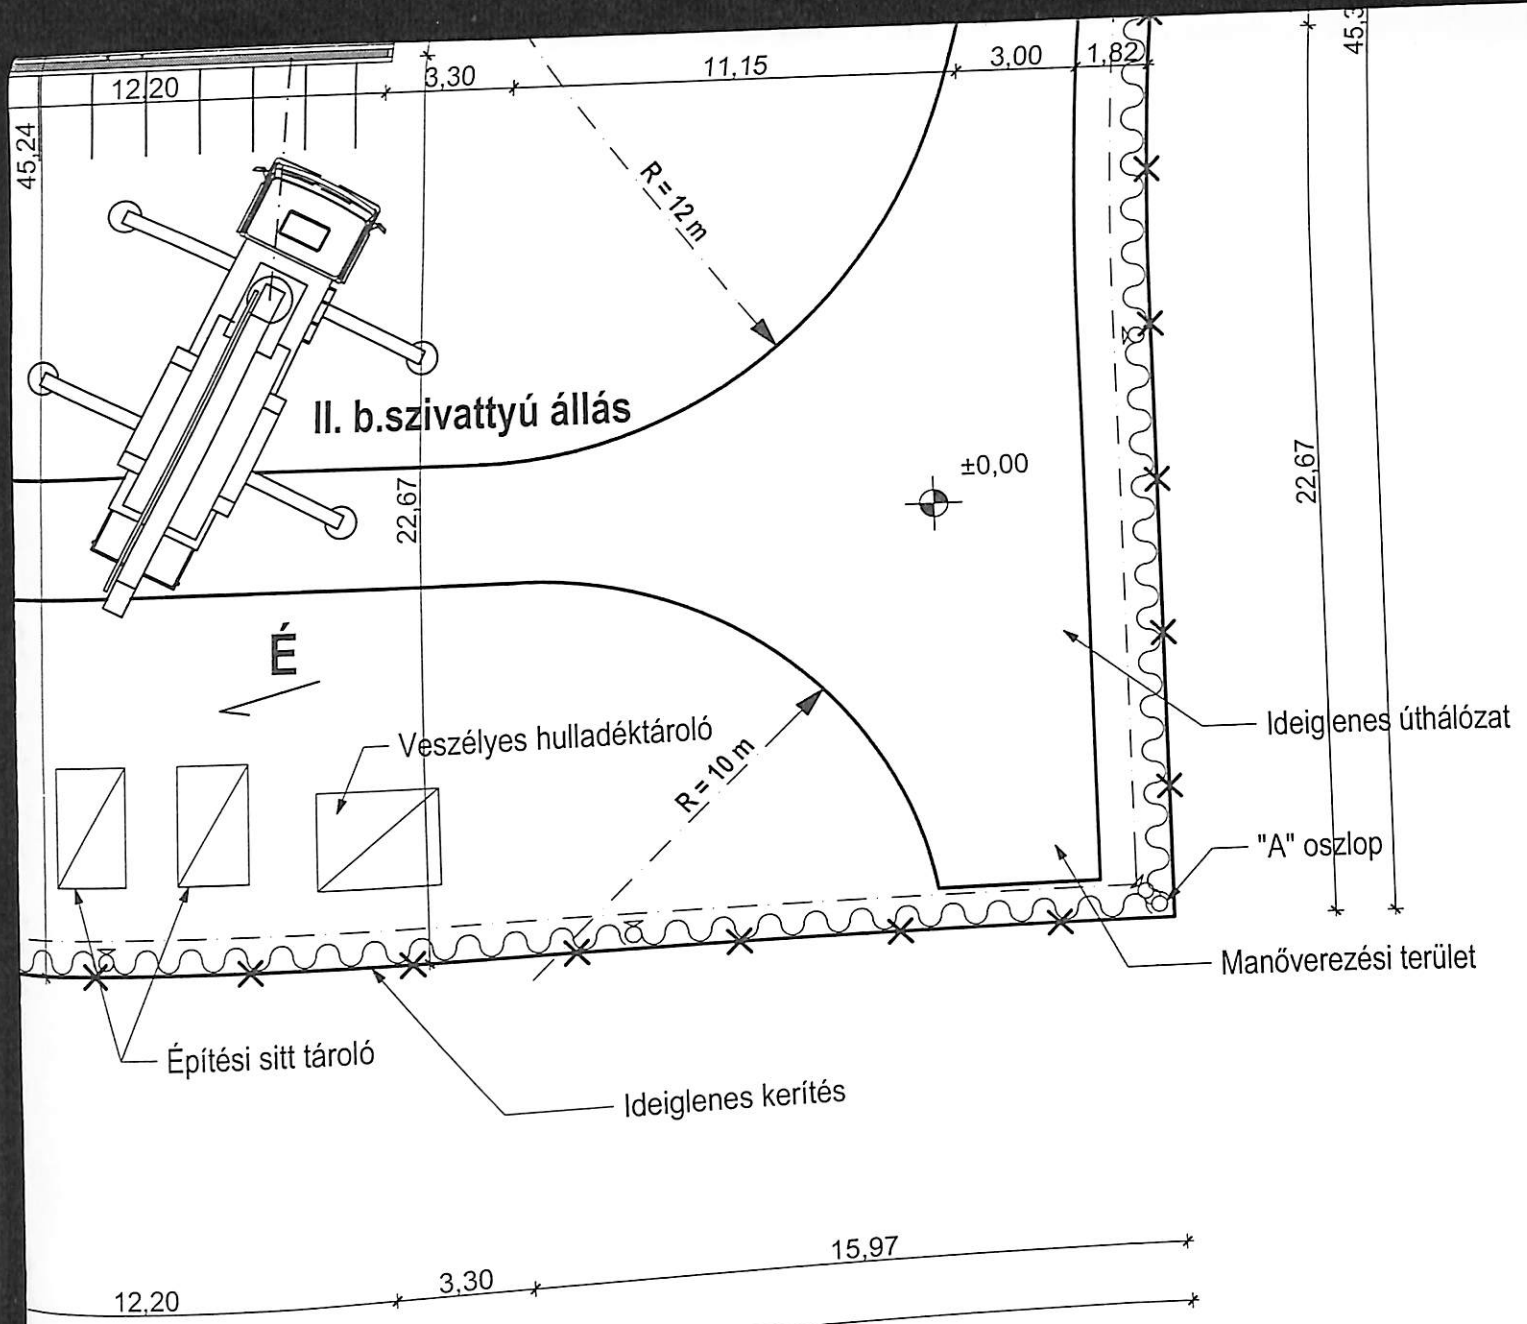 12,20
3,30
11,15
3,00
1,82
45,24
R = 12 m
II. b.szivattyú állás
±0,00
22,67
22,67
É
Veszélyes hulladéktároló
R = 10 m
Ideiglenes úthálózat
"A" oszlop
Manőverezési terület
Építési sitt tároló
Ideiglenes kerítés
15,97
3,30
12,20